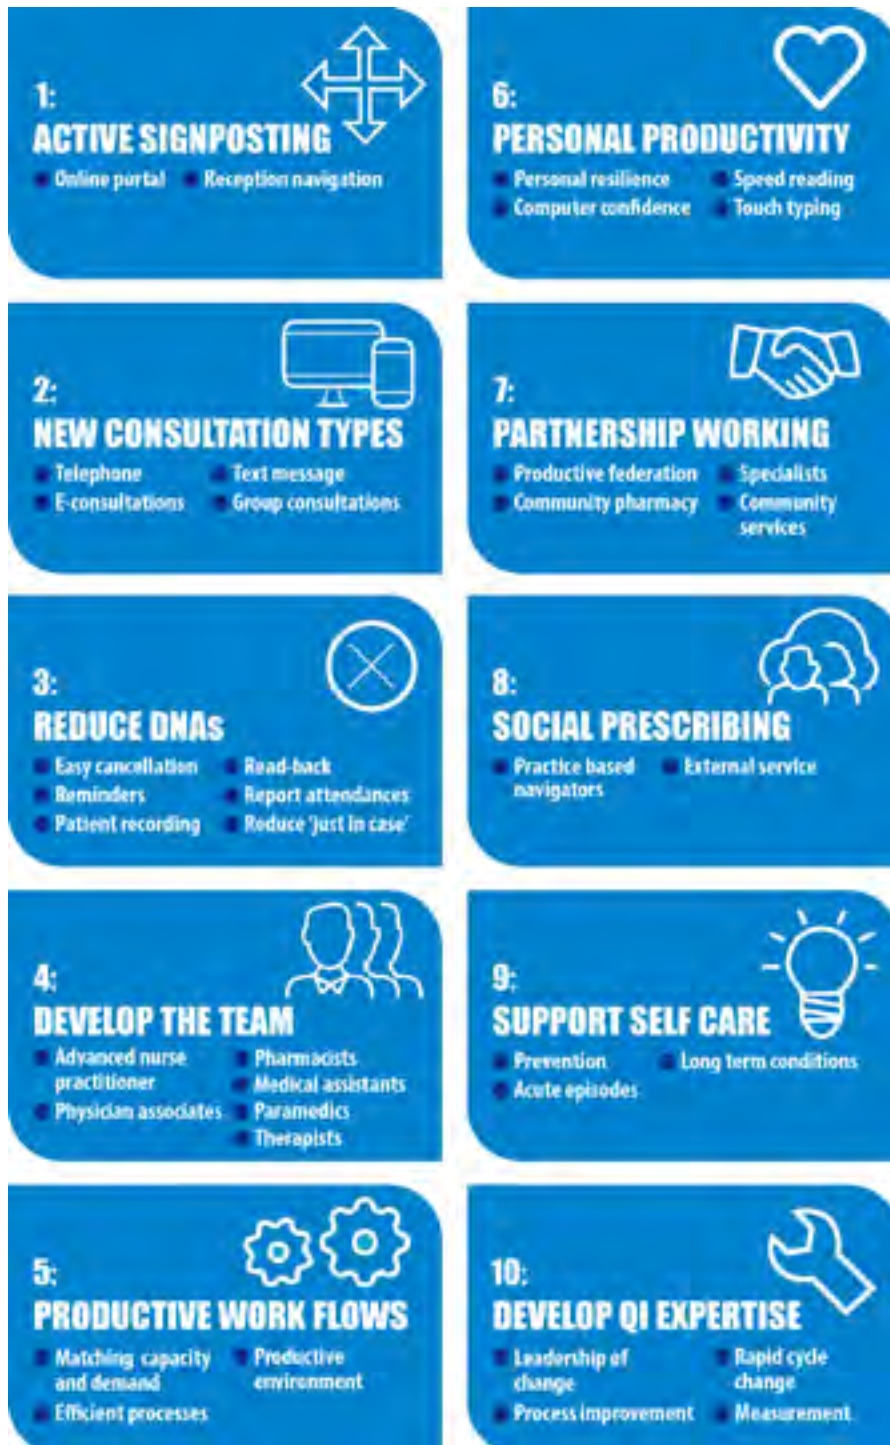 1:
ACTIVE SIGNPOSTING
Online portal
Reception navigation
2:
NEW CONSULTATION TYPES
Telephone
E-consultations
Text message
Group consultations
3:
REDUCE DNAs
Easy cancellation
Reminders
Patient recording
Read-back
Report attendances
Reduce 'just in case'
4:
DEVELOP THE TEAM
Advanced nurse
practitioner
Physician associates
Pharmacists
Medical assistants
Paramedics
Therapists
5:
PRODUCTIVE WORK FLOWS
Matching capacity
and demand
Efficient processes
Productive
environment
6:
PERSONAL PRODUCTIVITY
Personal resilience
Computer confidence
Speed reading
Touch typing
7:
PARTNERSHIP WORKING
Productive federation
Community pharmacy
Specialists
Community
services
8:
SOCIAL PRESCRIBING
Practice based
navigators
External service
9:
SUPPORT SELF CARE
Prevention
Acute episodes
Long term conditions
10:
DEVELOP QI EXPERTISE
Leadership of
change
Process improvement
Rapid cycle
change
Measurement